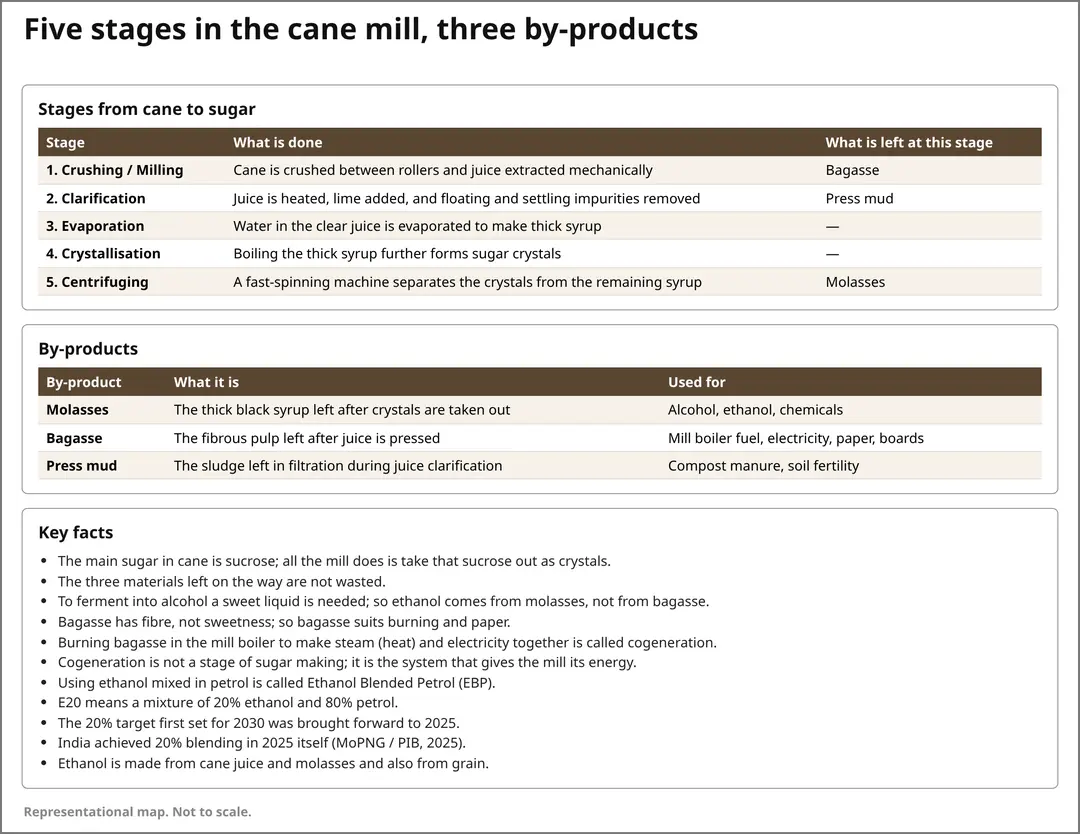 Five stages in the cane mill, three by-products
Stages from cane to sugar
Stage What is done What is left at this stage
1. Crushing / Milling Cane is crushed between rollers and juice extracted mechanically Bagasse
2. Clarification Juice is heated, lime added, and floating and settling impurities removed Press mud
3. Evaporation Water in the clear juice is evaporated to make thick syrup —
4. Crystallisation Boiling the thick syrup further forms sugar crystals —
5. Centrifuging A fast-spinning machine separates the crystals from the remaining syrup Molasses
By-products
By-product What it is Used for
Molasses The thick black syrup left after crystals are taken out Alcohol, ethanol, chemicals
Bagasse The fibrous pulp left after juice is pressed Mill boiler fuel, electricity, paper, boards
Press mud The sludge left in filtration during juice clarification Compost manure, soil fertility
Key facts
• The main sugar in cane is sucrose; all the mill does is take that sucrose out as crystals.
• The three materials left on the way are not wasted.
• To ferment into alcohol a sweet liquid is needed; so ethanol comes from molasses, not from bagasse.
• Bagasse has fibre, not sweetness; so bagasse suits burning and paper.
• Burning bagasse in the mill boiler to make steam (heat) and electricity together is called cogeneration.
• Cogeneration is not a stage of sugar making; it is the system that gives the mill its energy.
• Using ethanol mixed in petrol is called Ethanol Blended Petrol (EBP).
• E20 means a mixture of 20% ethanol and 80% petrol.
• The 20% target first set for 2030 was brought forward to 2025.
• India achieved 20% blending in 2025 itself (MoPNG / PIB, 2025).
• Ethanol is made from cane juice and molasses and also from grain.
Representational map. Not to scale.